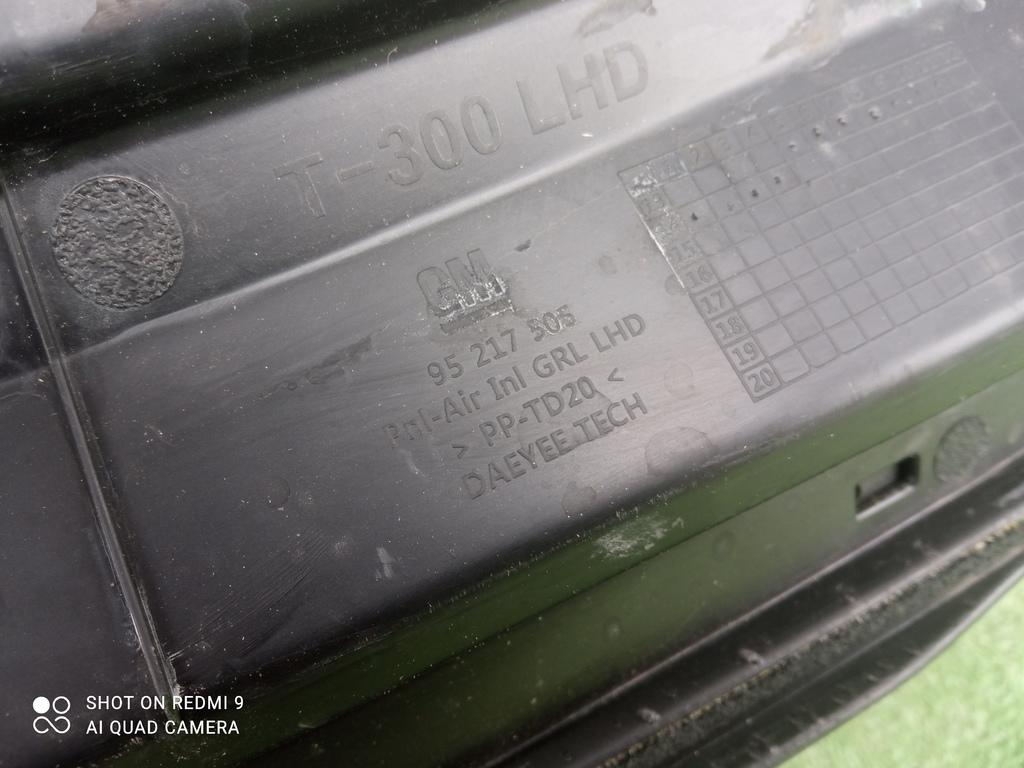 T-300 LHD
GM
95 217 505
Pnl-Air Inl GRL LHD
> PP-TD20 <
DAEYEE TECH
15
16
17
18
19
20
SHOT ON REDMI 9
AI QUAD CAMERA